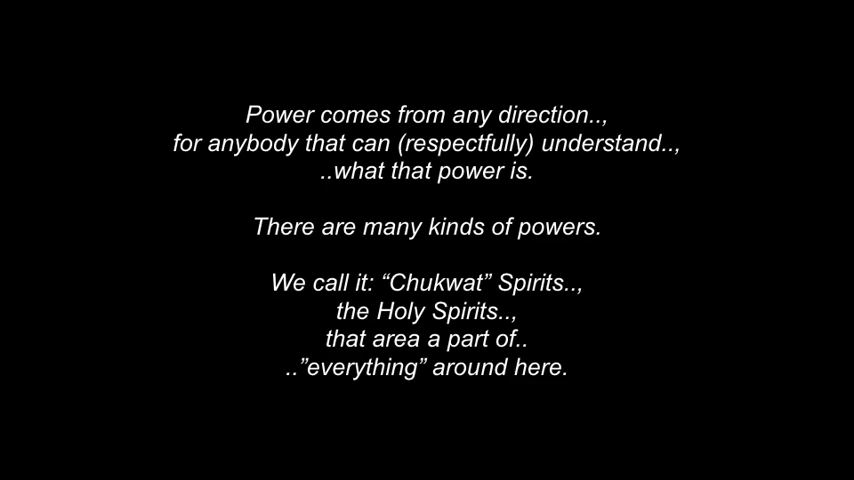 Power comes from any direction..,
for anybody that can (respectfully) understand..,
..what that power is.
There are many kinds of powers.
We call it: “Chukwat” Spirits..,
the Holy Spirits..,
that area a part of..
..”everything” around here.